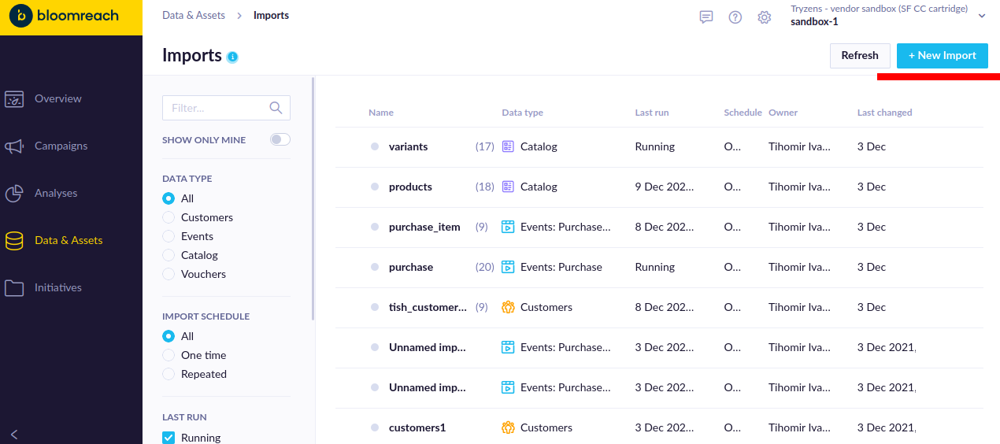 bloomreach
Data & Assets > Imports
Tryzens - vendor sandbox (SF CC cartridge)
sandbox-1
Imports i
Refresh
+ New Import
Overview
Campaigns
Analyses
Data & Assets
Initiatives
Filter...
SHOW ONLY MINE
DATA TYPE
All
Customers
Events
Catalog
Vouchers
IMPORT SCHEDULE
All
One time
Repeated
LAST RUN
Running
Name Data type Last run Schedule Owner Last changed
variants (17) Catalog Running O... Tihomir Iva... 3 Dec
products (18) Catalog 9 Dec 202... O... Tihomir Iva... 3 Dec
purchase_item (9) Events: Purchase... 8 Dec 202... O... Tihomir Iva... 3 Dec
purchase (20) Events: Purchase Running O... Tihomir Iva... 3 Dec
tish_customer... (9) Customers 8 Dec 202... O... Tihomir Iva... 3 Dec
Unnamed imp... Events: Purchase... 3 Dec 202... O... Tihomir Iva... 3 Dec 2021,
Unnamed imp... Events: Purchase... 3 Dec 202... O... Tihomir Iva... 3 Dec 2021,
customers1 Customers 3 Dec 202... O... Tihomir Iva... 3 Dec 2021,